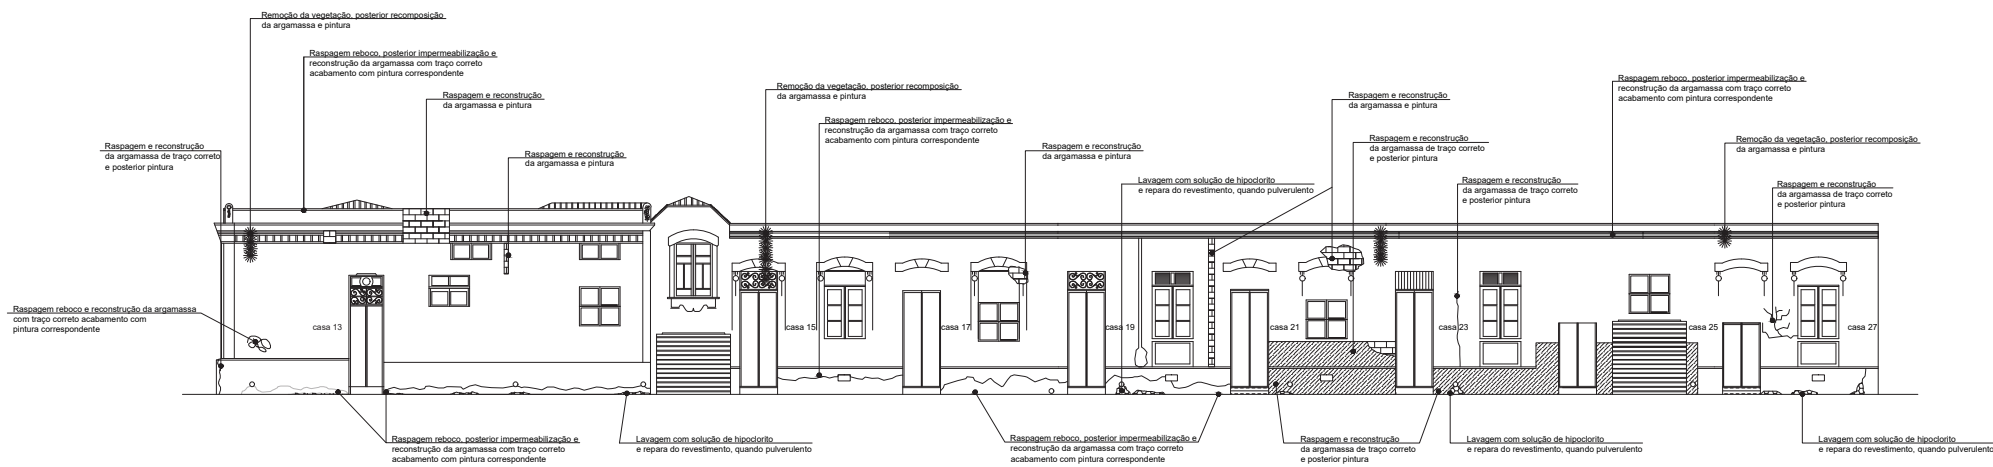 Remoção da vegetação, posterior recomposição
da argamassa e pintura
Raspagem reboco, posterior impermeabilização e
reconstrução da argamassa com traço correto
acabamento com pintura correspondente
Raspagem e reconstrução
da argamassa e pintura
Raspagem e reconstrução
da argamassa de traço correto
e posterior pintura
Raspagem e reconstrução
da argamassa e pintura
Remoção da vegetação, posterior recomposição
da argamassa e pintura
Raspagem reboco, posterior impermeabilização e
reconstrução da argamassa com traço correto
acabamento com pintura correspondente
Raspagem e reconstrução
da argamassa e pintura
Lavagem com solução de hipoclorito
e repara do revestimento, quando pulverulento
Raspagem e reconstrução
da argamassa e pintura
Raspagem e reconstrução
da argamassa de traço correto
e posterior pintura
Raspagem e reconstrução
da argamassa de traço correto
e posterior pintura
Raspagem reboco, posterior impermeabilização e
reconstrução da argamassa com traço correto
acabamento com pintura correspondente
Remoção da vegetação, posterior recomposição
da argamassa e pintura
Raspagem e reconstrução
da argamassa de traço correto
e posterior pintura
Raspagem reboco e reconstrução da argamassa
com traço correto acabamento com
pintura correspondente
casa 13
casa 15
casa 17
casa 19
casa 21
casa 23
casa 25
casa 27
Raspagem reboco, posterior impermeabilização e
reconstrução da argamassa com traço correto
acabamento com pintura correspondente
Lavagem com solução de hipoclorito
e repara do revestimento, quando pulverulento
Raspagem reboco, posterior impermeabilização e
reconstrução da argamassa com traço correto
acabamento com pintura correspondente
Raspagem e reconstrução
da argamassa de traço correto
e posterior pintura
Lavagem com solução de hipoclorito
e repara do revestimento, quando pulverulento
Lavagem com solução de hipoclorito
e repara do revestimento, quando pulverulento